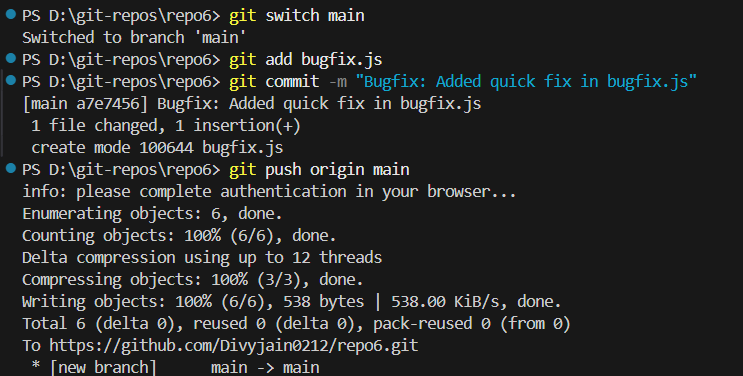 PS D:\git-repos\repo6> git switch main
Switched to branch 'main'
PS D:\git-repos\repo6> git add bugfix.js
PS D:\git-repos\repo6> git commit -m "Bugfix: Added quick fix in bugfix.js"
[main a7e7456] Bugfix: Added quick fix in bugfix.js
 1 file changed, 1 insertion(+)
 create mode 100644 bugfix.js
PS D:\git-repos\repo6> git push origin main
info: please complete authentication in your browser...
Enumerating objects: 6, done.
Counting objects: 100% (6/6), done.
Delta compression using up to 12 threads
Compressing objects: 100% (3/3), done.
Writing objects: 100% (6/6), 538 bytes | 538.00 KiB/s, done.
Total 6 (delta 0), reused 0 (delta 0), pack-reused 0 (from 0)
To https://github.com/Divyjain0212/repo6.git
 * [new branch]      main -> main